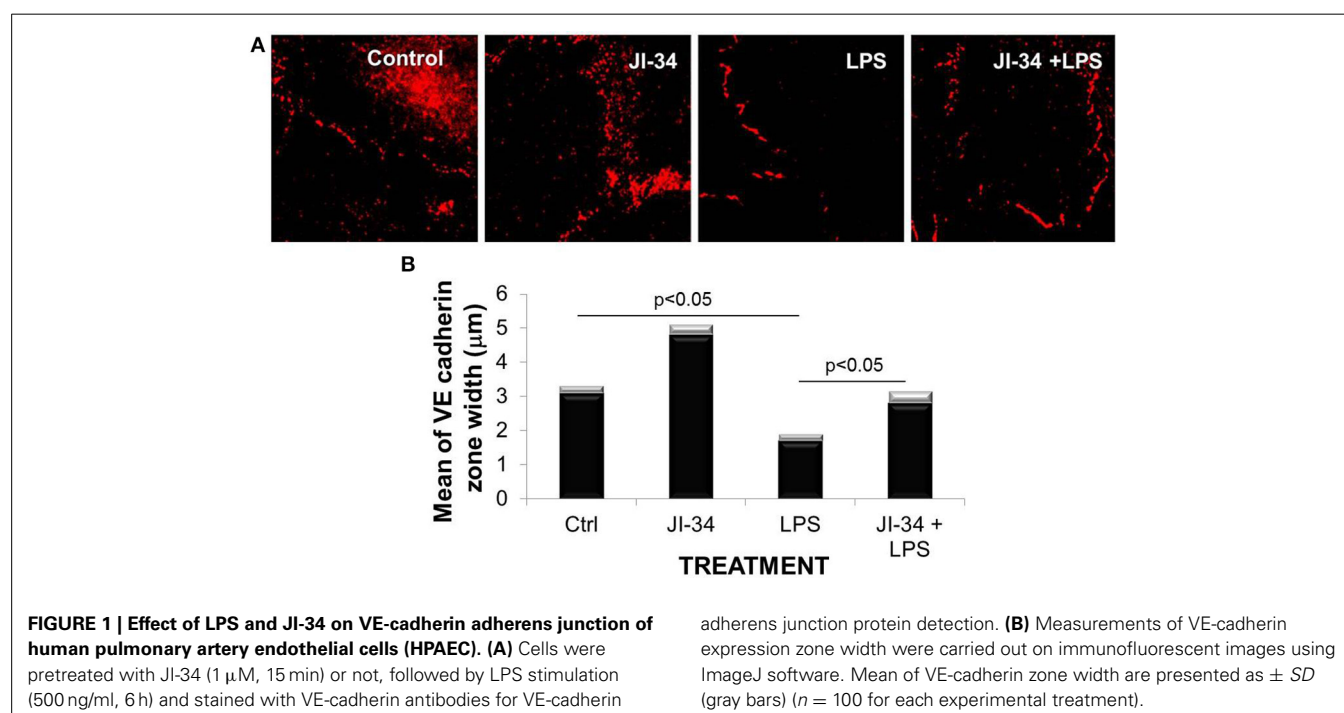 A
Control
JI-34
LPS
JI-34 +LPS
B
Mean of VE cadherin
zone width (μm)
6
5
4
3
2
1
0
p<0.05
p<0.05
Ctrl
JI-34
LPS
JI-34 +
LPS
TREATMENT
FIGURE 1 | Effect of LPS and JI-34 on VE-cadherin adherens junction of
human pulmonary artery endothelial cells (HPAEC). (A) Cells were
pretreated with JI-34 (1 μM, 15 min) or not, followed by LPS stimulation
(500 ng/ml, 6 h) and stained with VE-cadherin antibodies for VE-cadherin
adherens junction protein detection. (B) Measurements of VE-cadherin
expression zone width were carried out on immunofluorescent images using
ImageJ software. Mean of VE-cadherin zone width are presented as ± SD
(gray bars) (n = 100 for each experimental treatment).